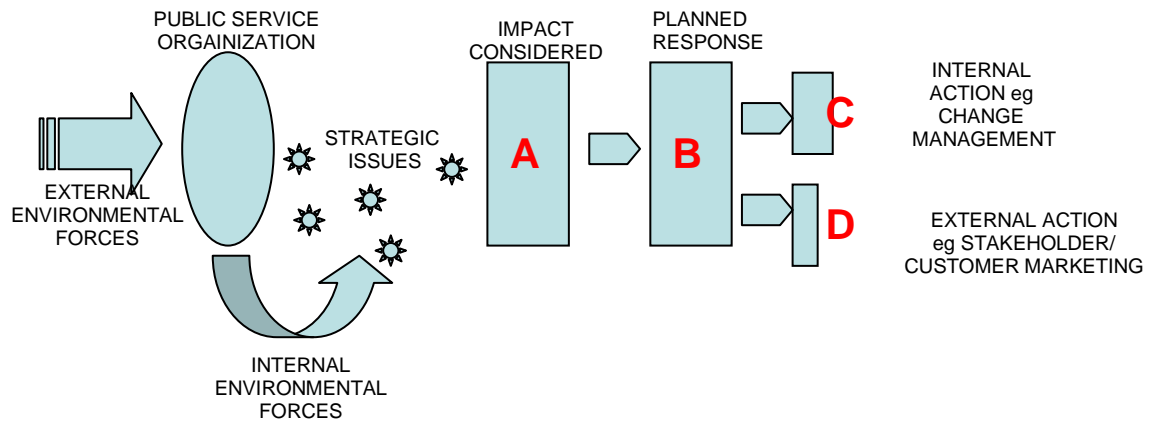 PUBLIC SERVICE
ORGAINIZATION
IMPACT
CONSIDERED
PLANNED
RESPONSE
EXTERNAL
ENVIRONMENTAL
FORCES
STRATEGIC
ISSUES
A
B
C
D
INTERNAL
ACTION eg
CHANGE
MANAGEMENT
EXTERNAL ACTION
eg STAKEHOLDER/
CUSTOMER MARKETING
INTERNAL
ENVIRONMENTAL
FORCES